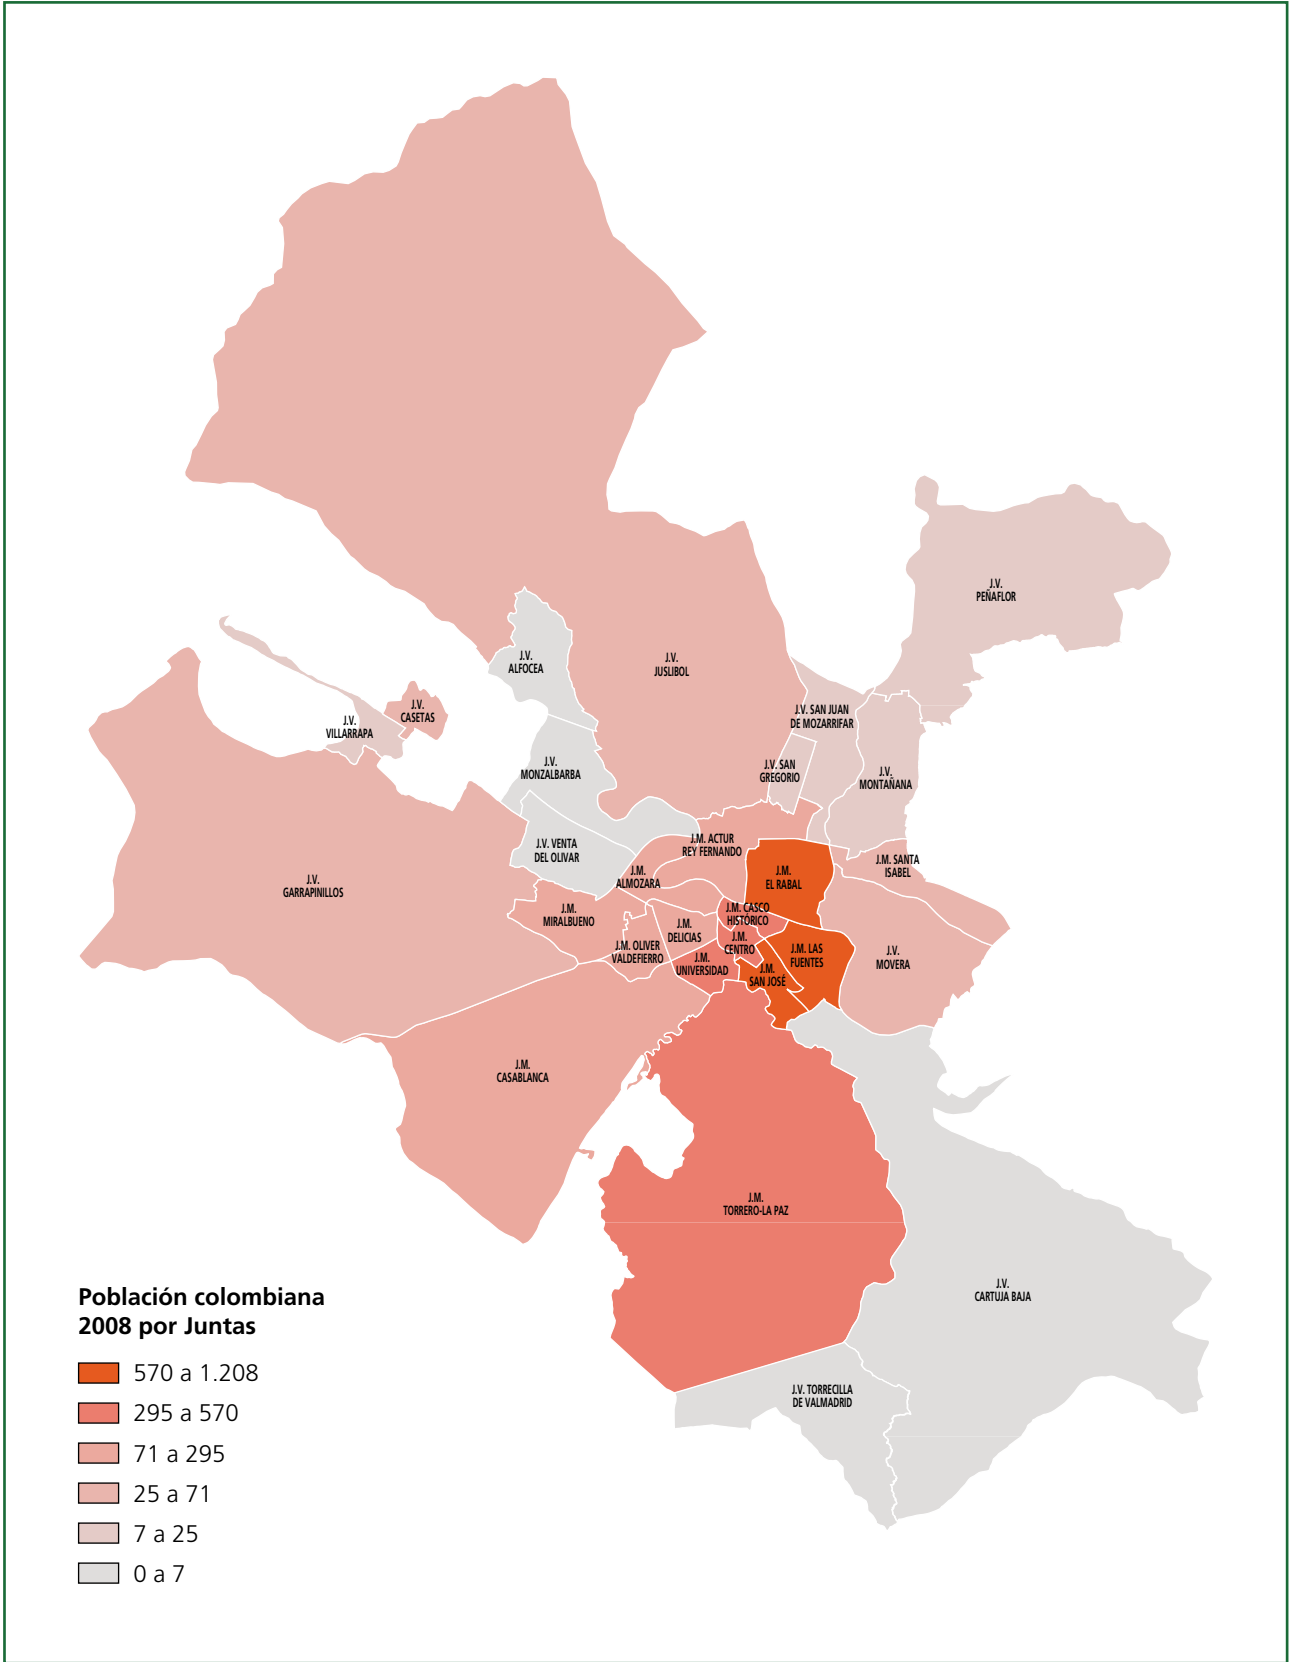 J.V.
PEÑAFLOR
J.V.
ALFOCEA
J.V.
JUSLIBOL
J.V.
CASETAS
J.V.
VILLARRAPA
J.V. SAN JUAN
DE MOZARRIFAR
J.V.
MONZALBARBA
J.V. SAN
GREGORIO
J.V.
MONTAÑANA
J.V. VENTA
DEL OLIVAR
J.M. ACTUR
REY FERNANDO
J.M. SANTA
ISABEL
J.M.
ALMOZARA
J.M.
EL RABAL
J.V.
GARRAPINILLOS
J.M.
MIRALBUENO
J.M. CASCO
HISTÓRICO
J.M.
DELICIAS
J.M.
CENTRO
J.M. OLIVER
VALDEFIERRO
J.M. LAS
FUENTES
J.V.
MOVERA
J.M.
UNIVERSIDAD
J.M.
SAN JOSÉ
J.M.
CASABLANCA
J.M.
TORRERO-LA PAZ
J.V.
CARTUJA BAJA
J.V. TORRECILLA
DE VALMADRID
Población colombiana
2008 por Juntas
570 a 1.208
295 a 570
71 a 295
25 a 71
7 a 25
0 a 7